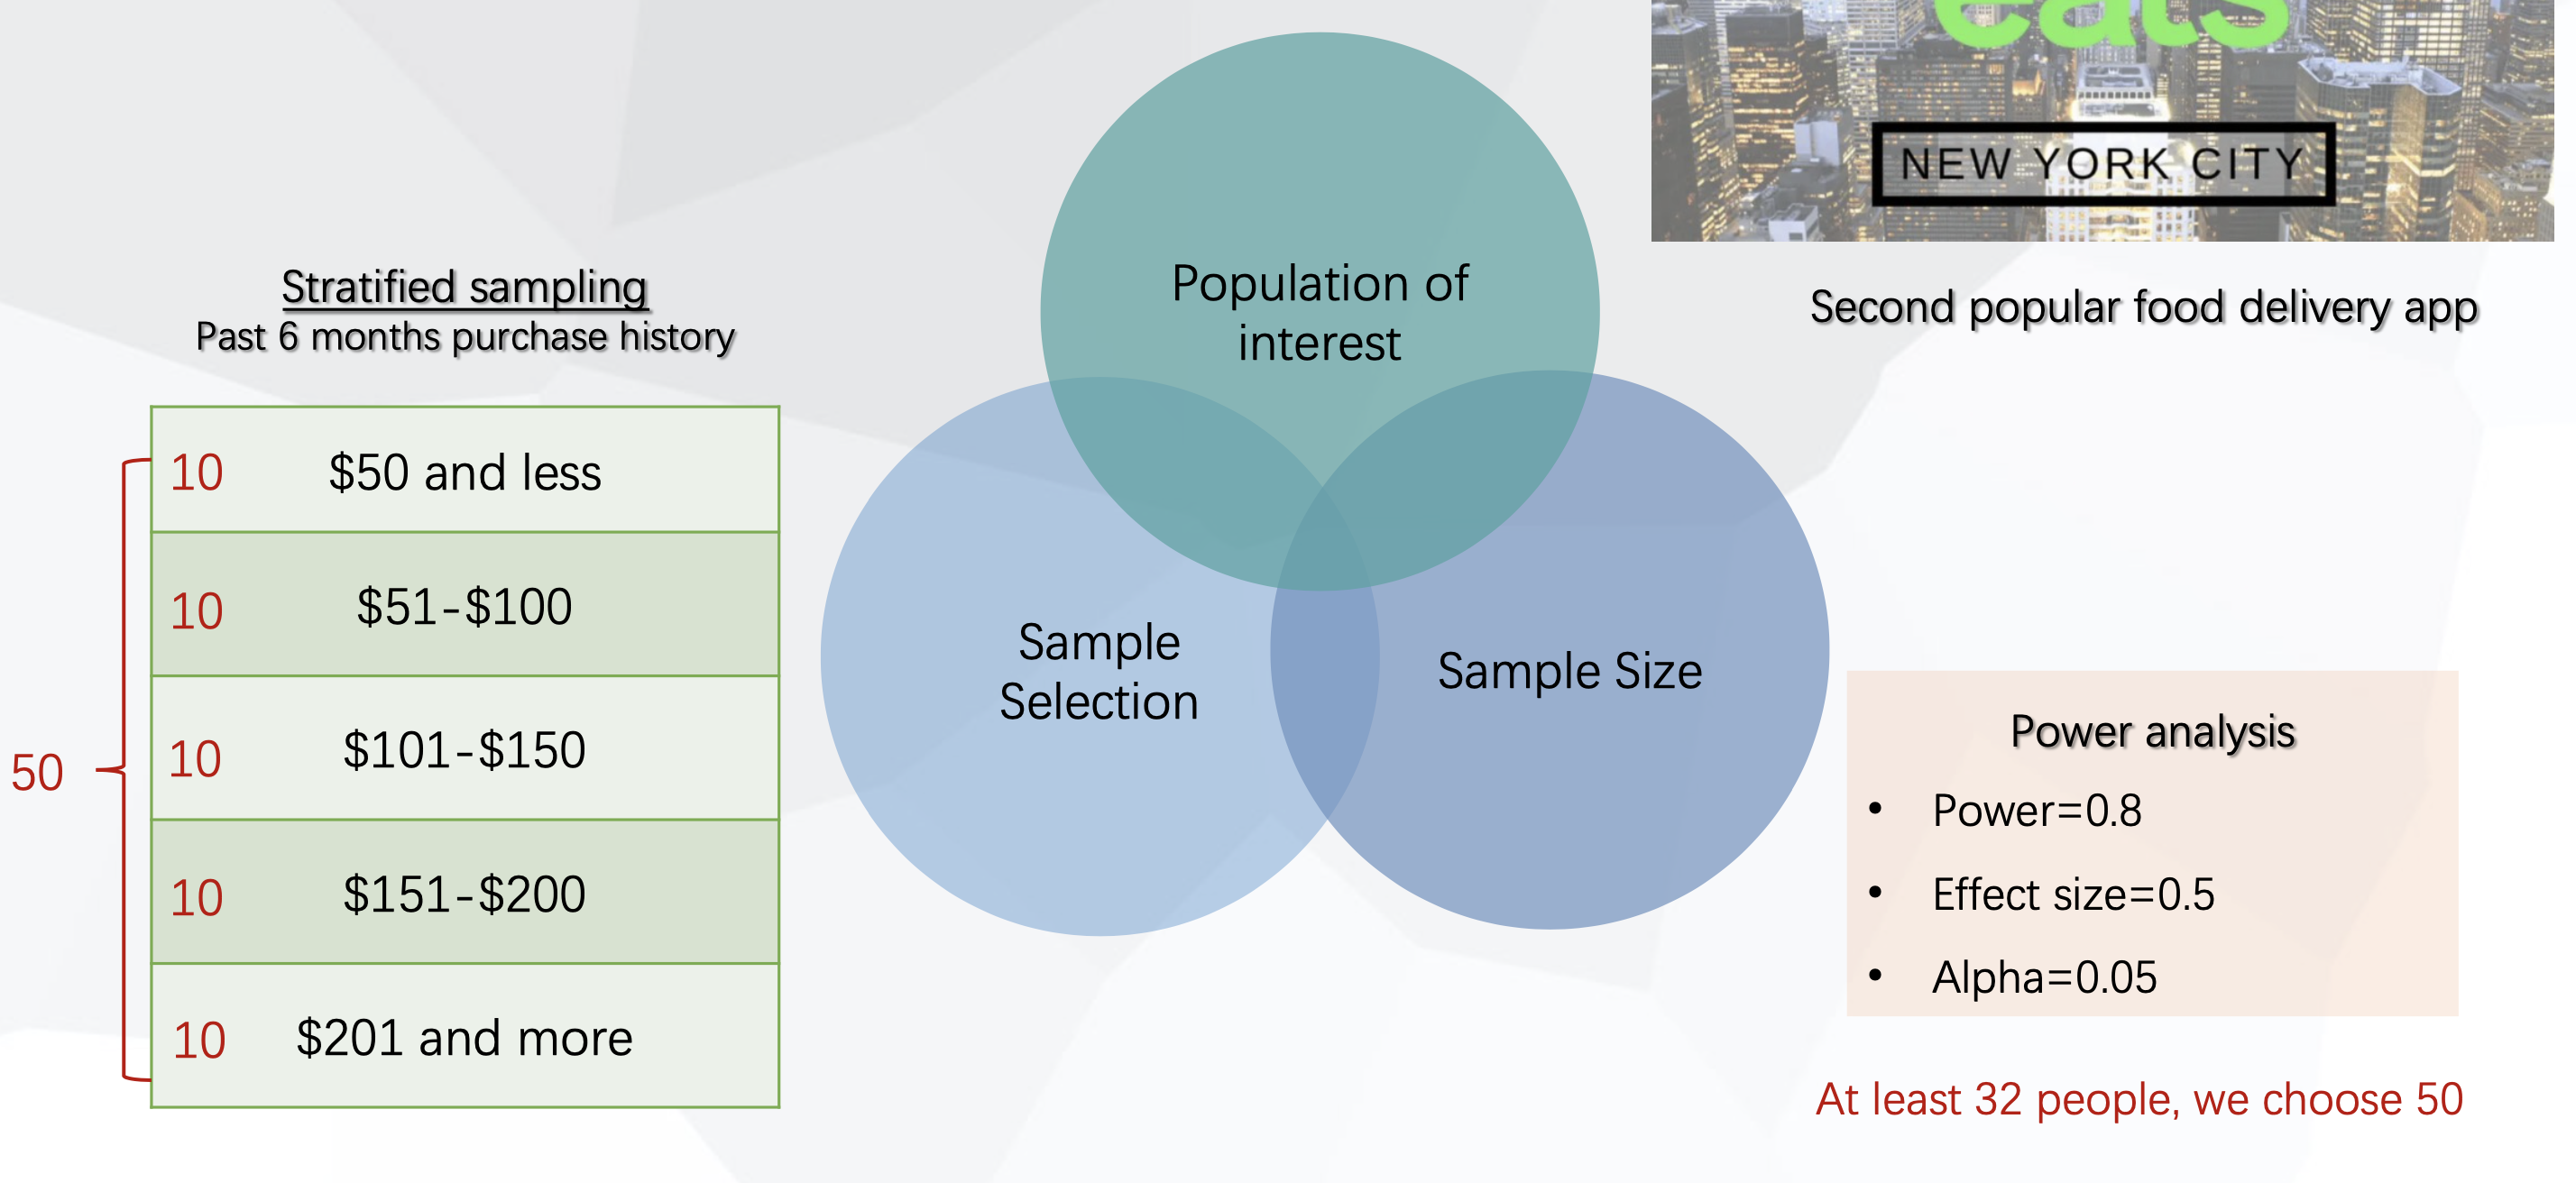 eats
NEW YORK CITY
Second popular food delivery app
Population of
interest
Stratified sampling
Past 6 months purchase history
10 $50 and less
10 $51-$100
10 $101-$150
10 $151-$200
10 $201 and more
50
Sample
Selection
Sample Size
Power analysis
• Power=0.8
• Effect size=0.5
• Alpha=0.05
At least 32 people, we choose 50